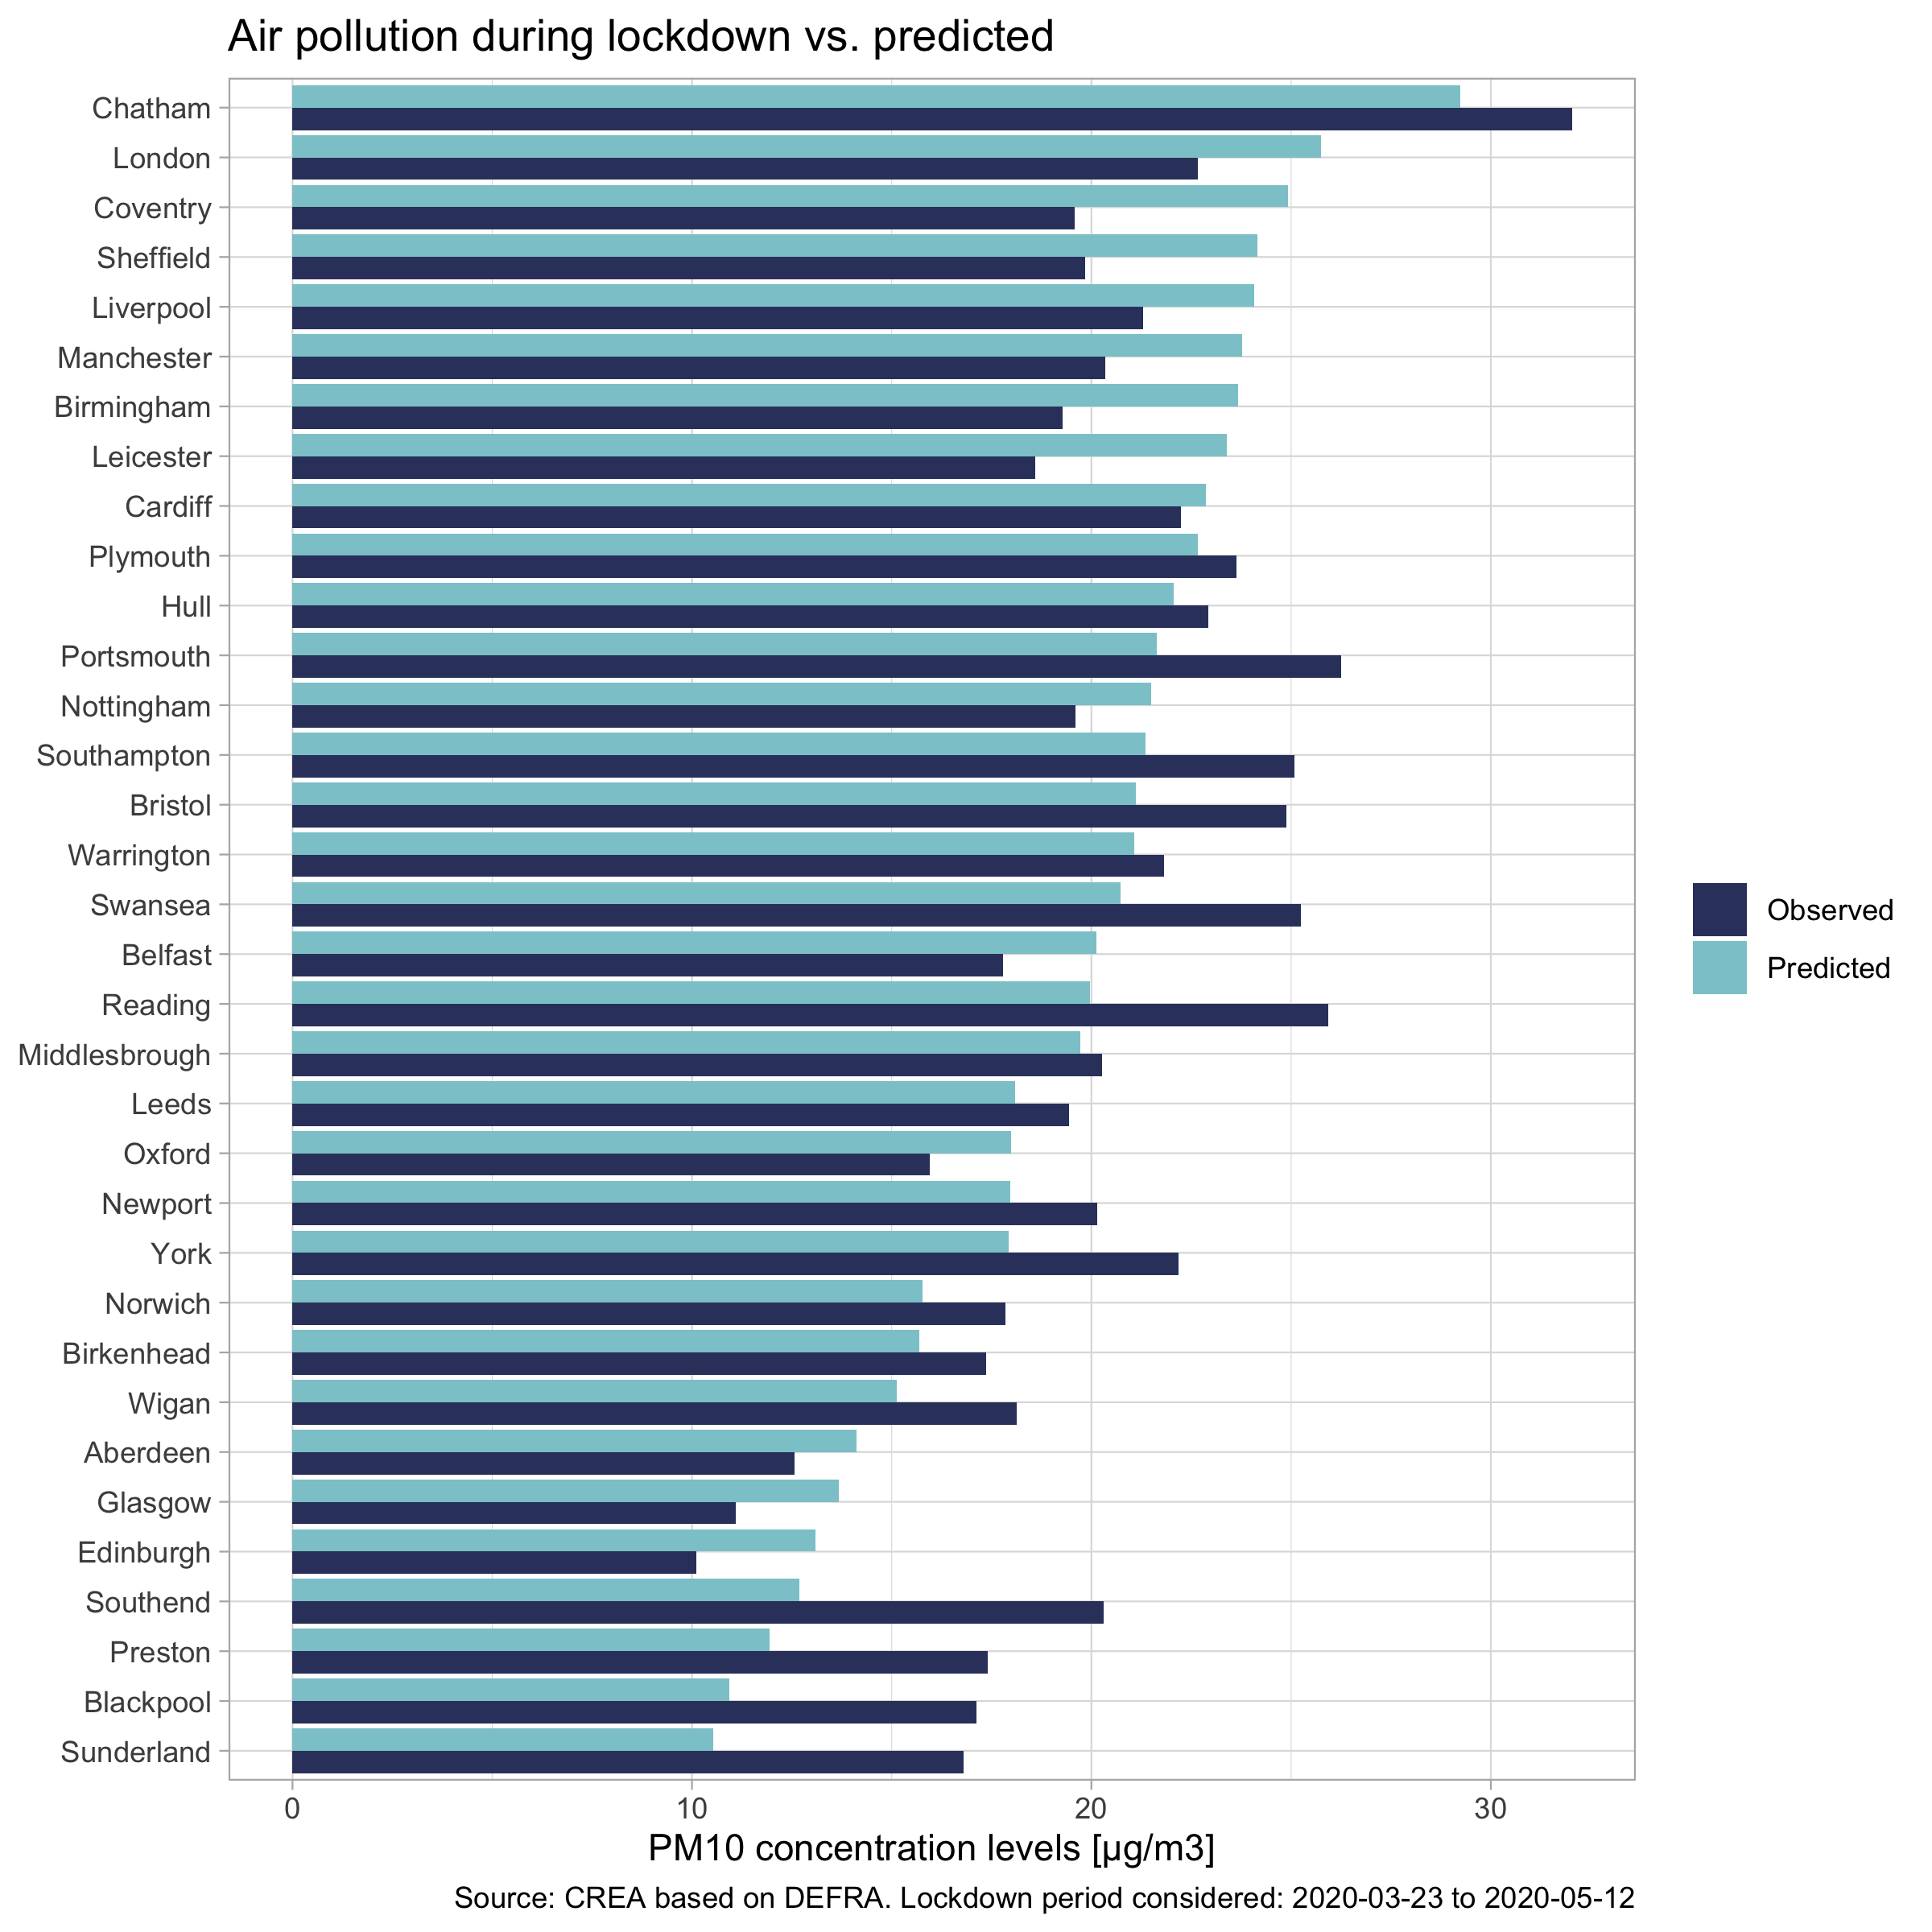 Air pollution during lockdown vs. predicted
Chatham
London
Coventry
Sheffield
Liverpool
Manchester
Birmingham
Leicester
Cardiff
Plymouth
Hull
Portsmouth
Nottingham
Southampton
Bristol
Warrington
Swansea
Belfast
Reading
Middlesbrough
Leeds
Oxford
Newport
York
Norwich
Birkenhead
Wigan
Aberdeen
Glasgow
Edinburgh
Southend
Preston
Blackpool
Sunderland
Observed
Predicted
0 10 20 30
PM10 concentration levels [µg/m3]
Source: CREA based on DEFRA. Lockdown period considered: 2020-03-23 to 2020-05-12